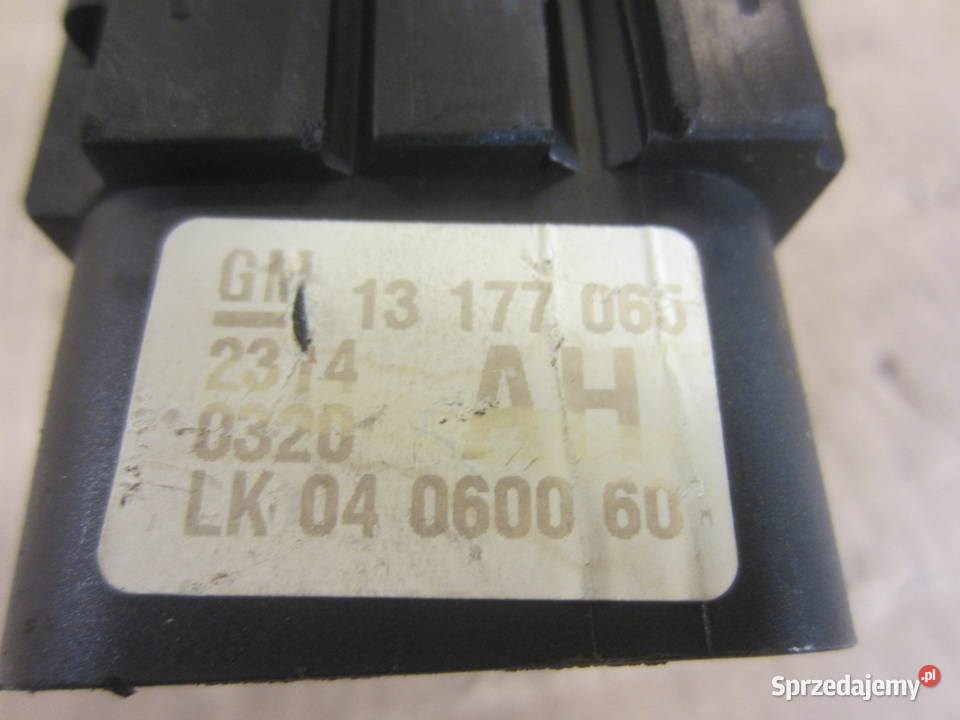 GM 13 177 065
2314 AH
0320
LK 04 0600 60 H
Sprzedajemy.pl